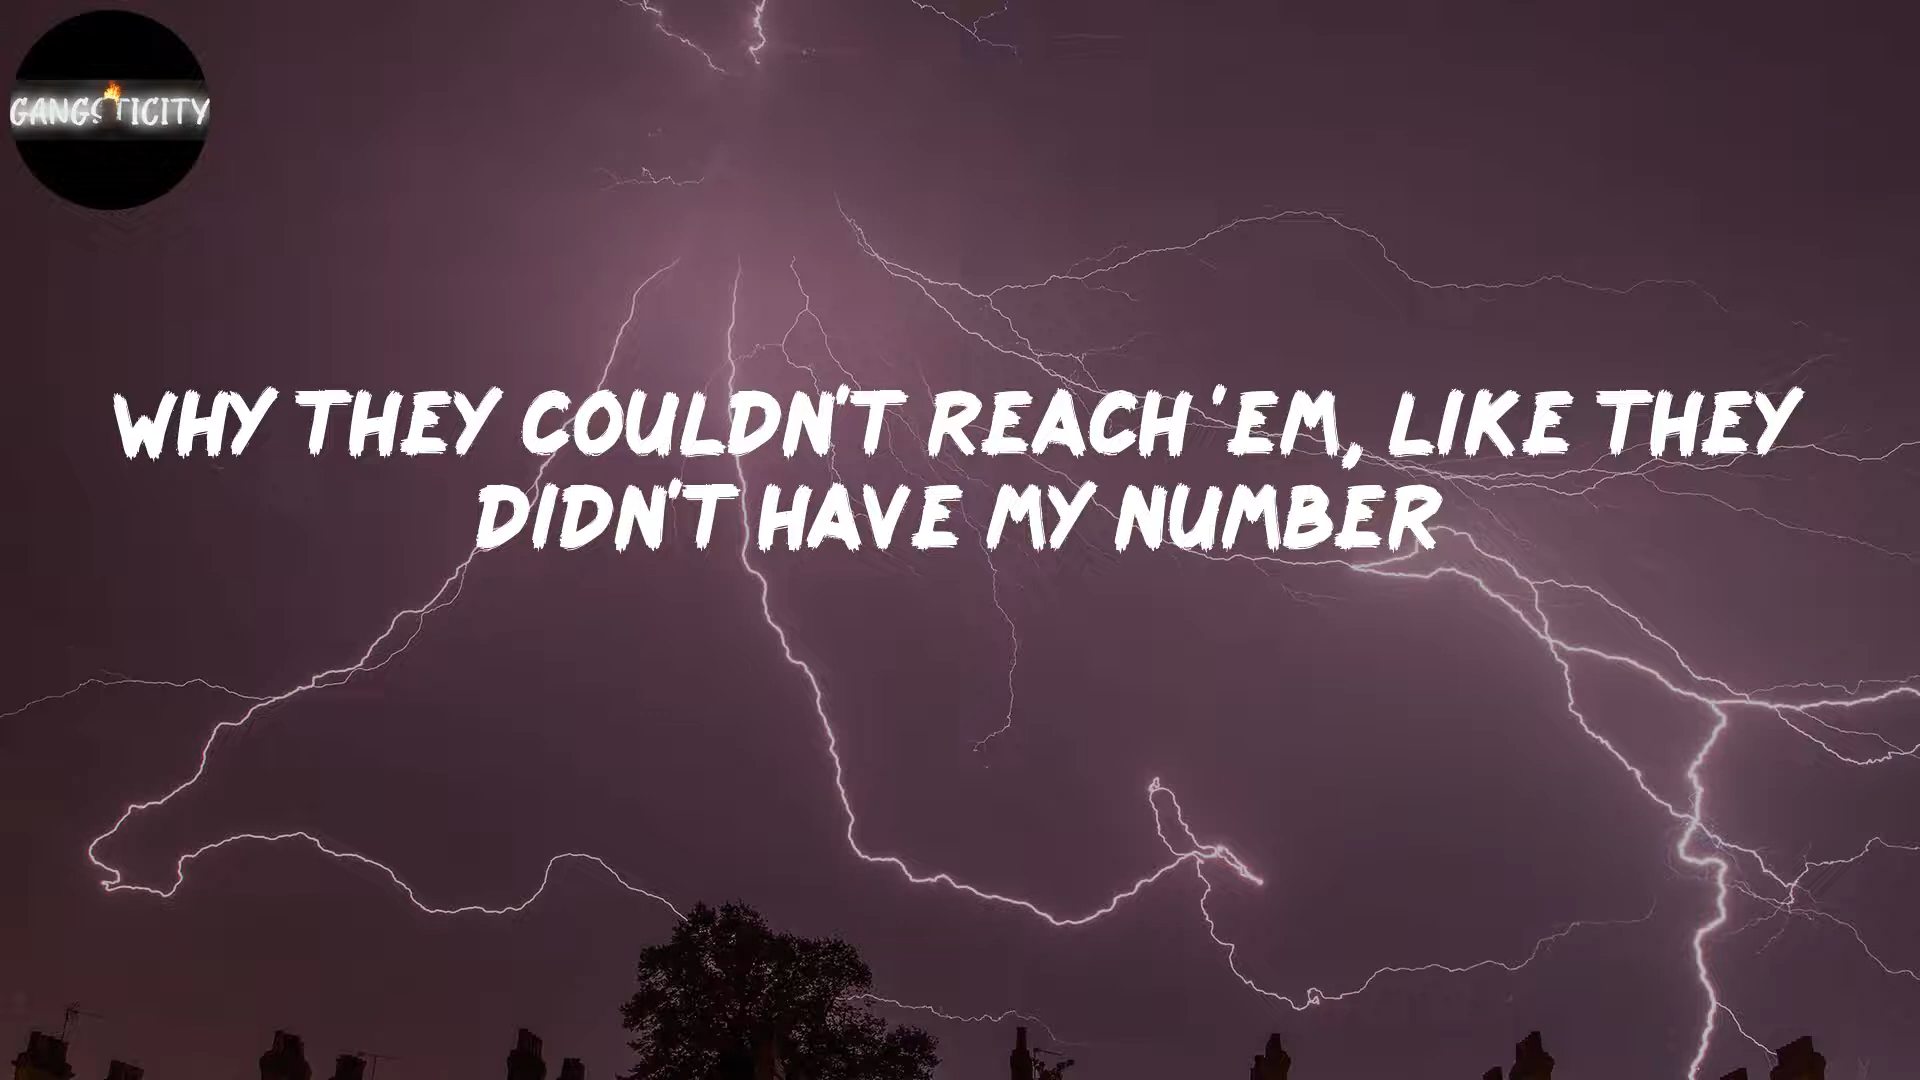 GANGSTICITY
WHY THEY COULDN'T REACH 'EM, LIKE THEY
DIDN'T HAVE MY NUMBER